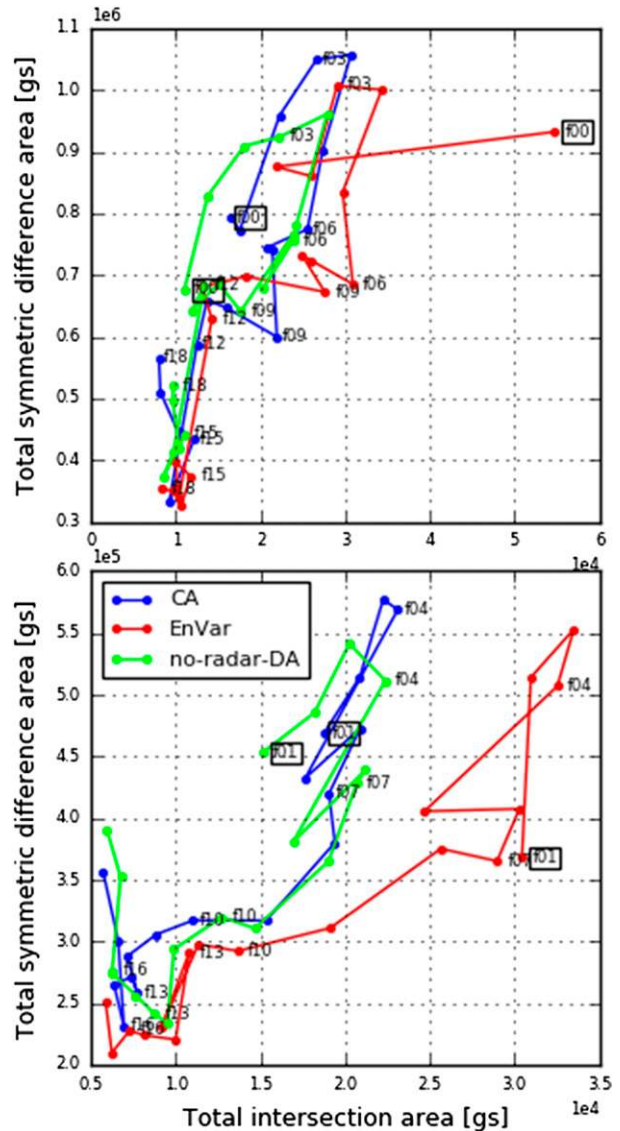 1e6
1.1
1.0
0.9
0.8
0.7
0.6
0.5
0.4
0.3
Total symmetric difference area [gs]
f03
f03
f00
f03
f00
f06
f06
f00
f12
f06
f09
f09
f12
f09
f12
f18
f18
f15
f15
f15
f18
0 1 2 3 4 5 6
1e4
1e5
6.0
5.5
5.0
4.5
4.0
3.5
3.0
2.5
2.0
Total symmetric difference area [gs]
CA
EnVar
no-radar-DA
f04
f04
f04
f01
f01
f07
f07
f07
f01
f10
f10
f10
f13
f16
f13
f13
f16
0.5 1.0 1.5 2.0 2.5 3.0 3.5
1e4
Total intersection area [gs]